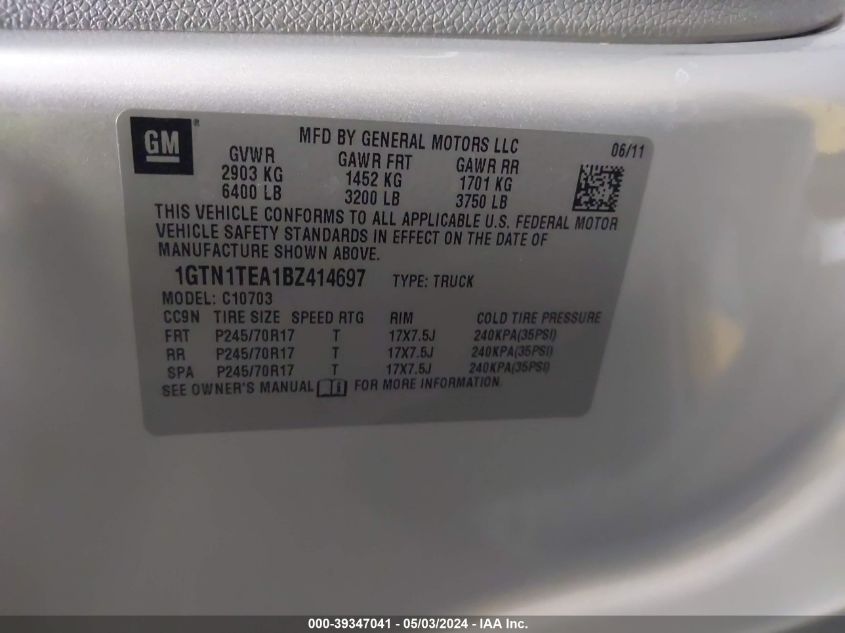 GM ®
MFD BY GENERAL MOTORS LLC 06/11
GVWR GAWR FRT GAWR RR
2903 KG 1452 KG 1701 KG
6400 LB 3200 LB 3750 LB
THIS VEHICLE CONFORMS TO ALL APPLICABLE U.S. FEDERAL MOTOR
VEHICLE SAFETY STANDARDS IN EFFECT ON THE DATE OF
MANUFACTURE SHOWN ABOVE.
1GTN1TEA1BZ414697 TYPE: TRUCK
MODEL: C10703
CC9N TIRE SIZE SPEED RTG RIM COLD TIRE PRESSURE
FRT P245/70R17 T 17X7.5J 240KPA(35PSI)
RR P245/70R17 T 17X7.5J 240KPA(35PSI)
SPA P245/70R17 T 17X7.5J 240KPA(35PSI)
SEE OWNER'S MANUAL FOR MORE INFORMATION.
000-39347041 - 05/03/2024 - IAA Inc.